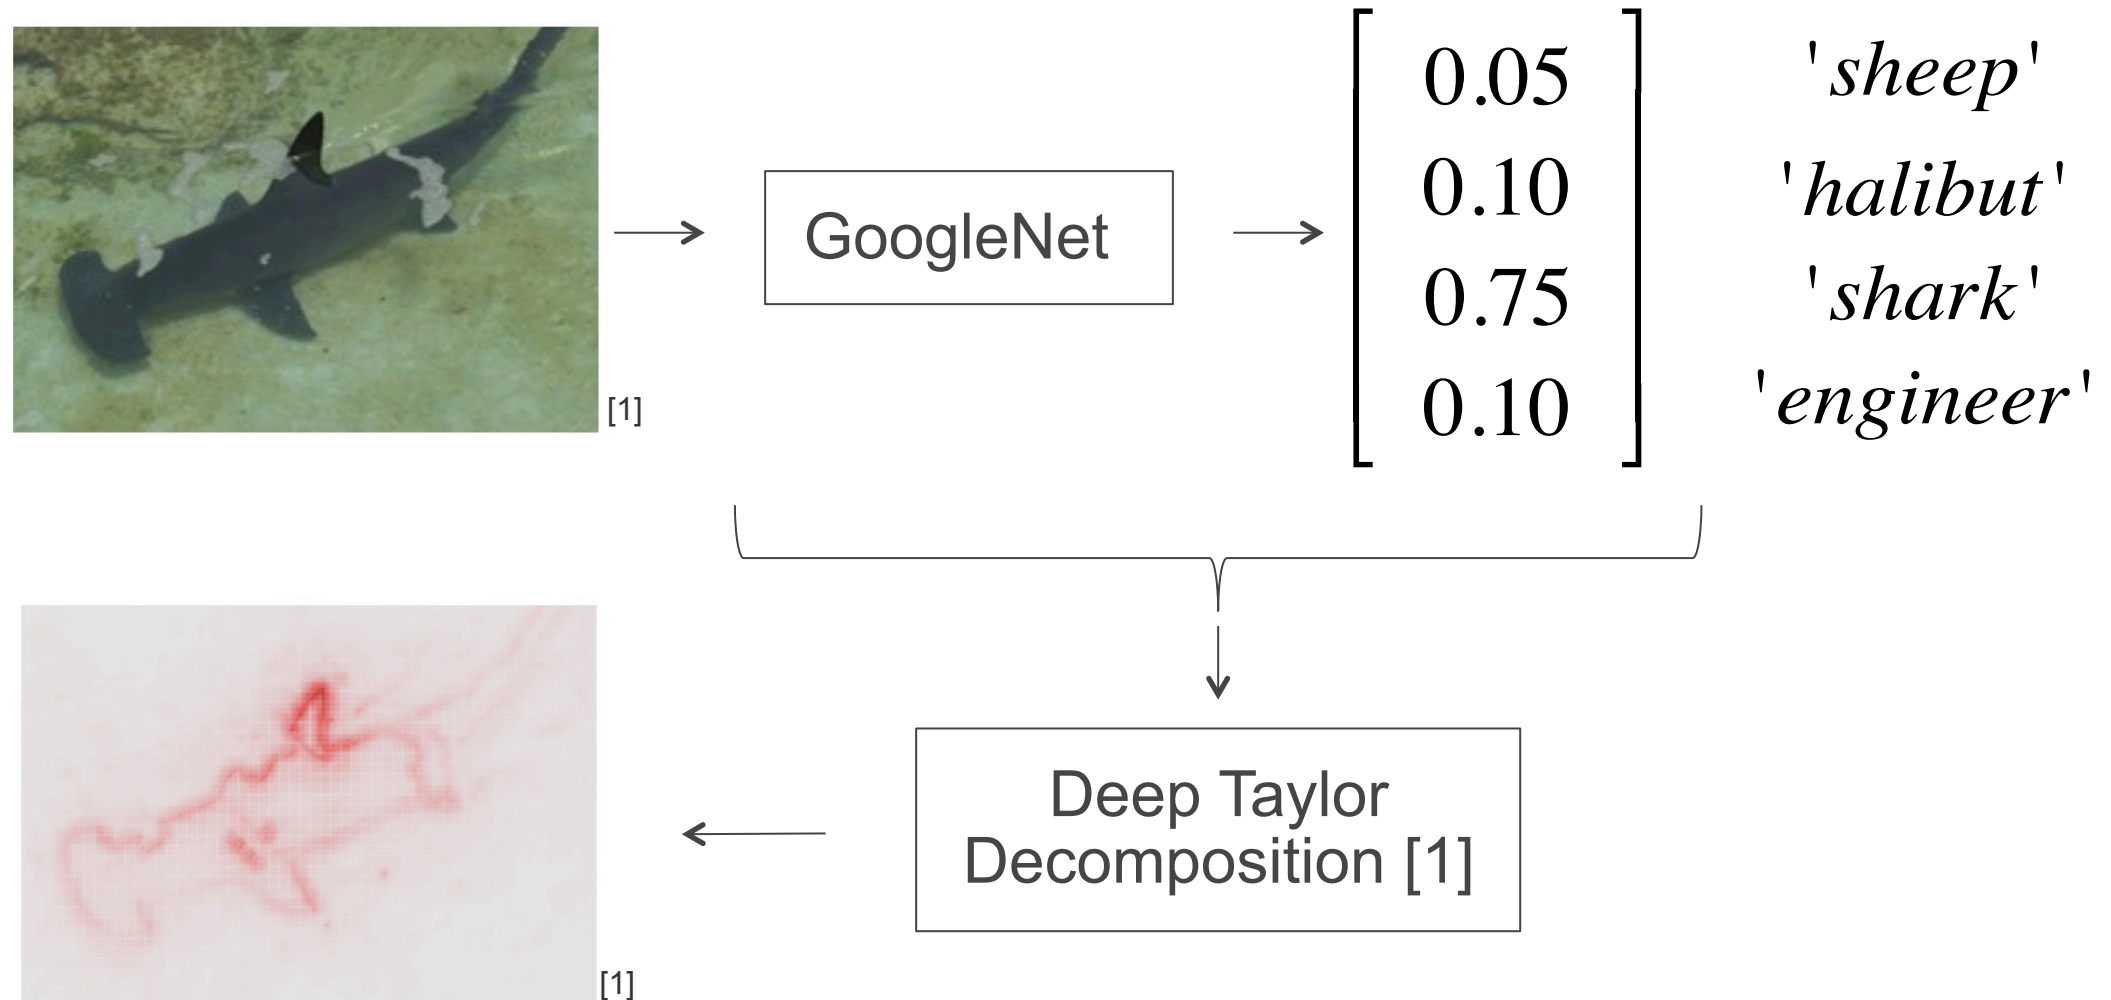 [1]
GoogleNet
0.05 'sheep'
0.10 'halibut'
0.75 'shark'
0.10 'engineer'
Deep Taylor
Decomposition [1]
[1]